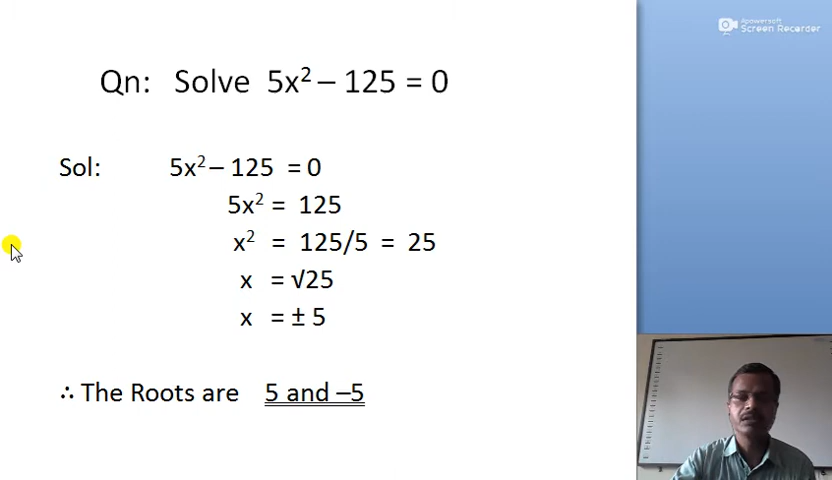 Apowersoft
Screen Recorder
Qn: Solve 5x² – 125 = 0
Sol: 5x² – 125 = 0
5x² = 125
x² = 125/5 = 25
x = √25
x = ± 5
∴ The Roots are 5 and –5